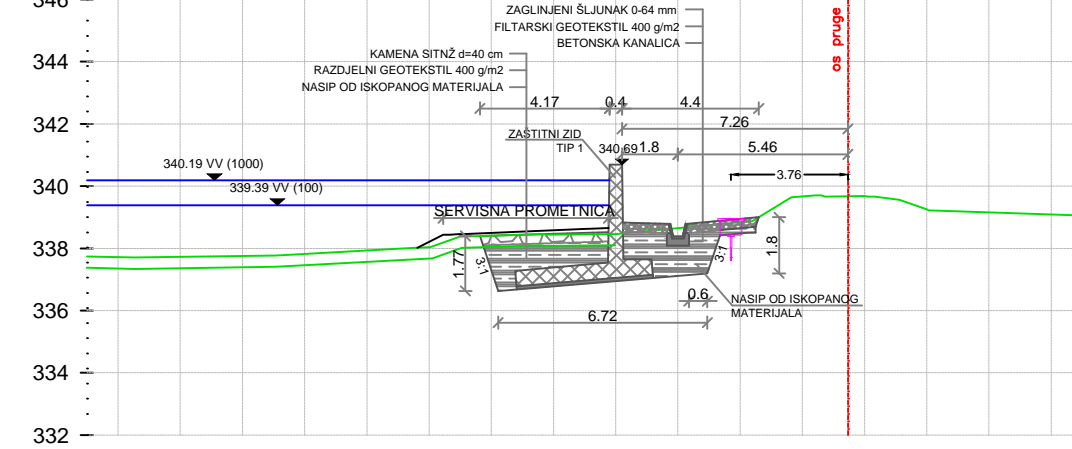 346
344
342
340
338
336
334
332
ZAGLINJENI ŠLJUNAK 0-64 mm
FILTARSKI GEOTEKSTIL 400 g/m2
BETONSKA KANALICA
KAMENA SITNŽ d=40 cm
RAZDJELNI GEOTEKSTIL 400 g/m2
NASIP OD ISKOPANOG MATERIJALA
os pruge
4.17
0.4
4.4
7.26
ZAŠTITNI ZID
TIP 1
340.69
1.8
5.46
340.19 VV (1000)
3.76
339.39 VV (100)
SERVISNA PROMETNICA
1.77
3:1
3:1
1.8
0.6
NASIP OD ISKOPANOG
MATERIJALA
6.72